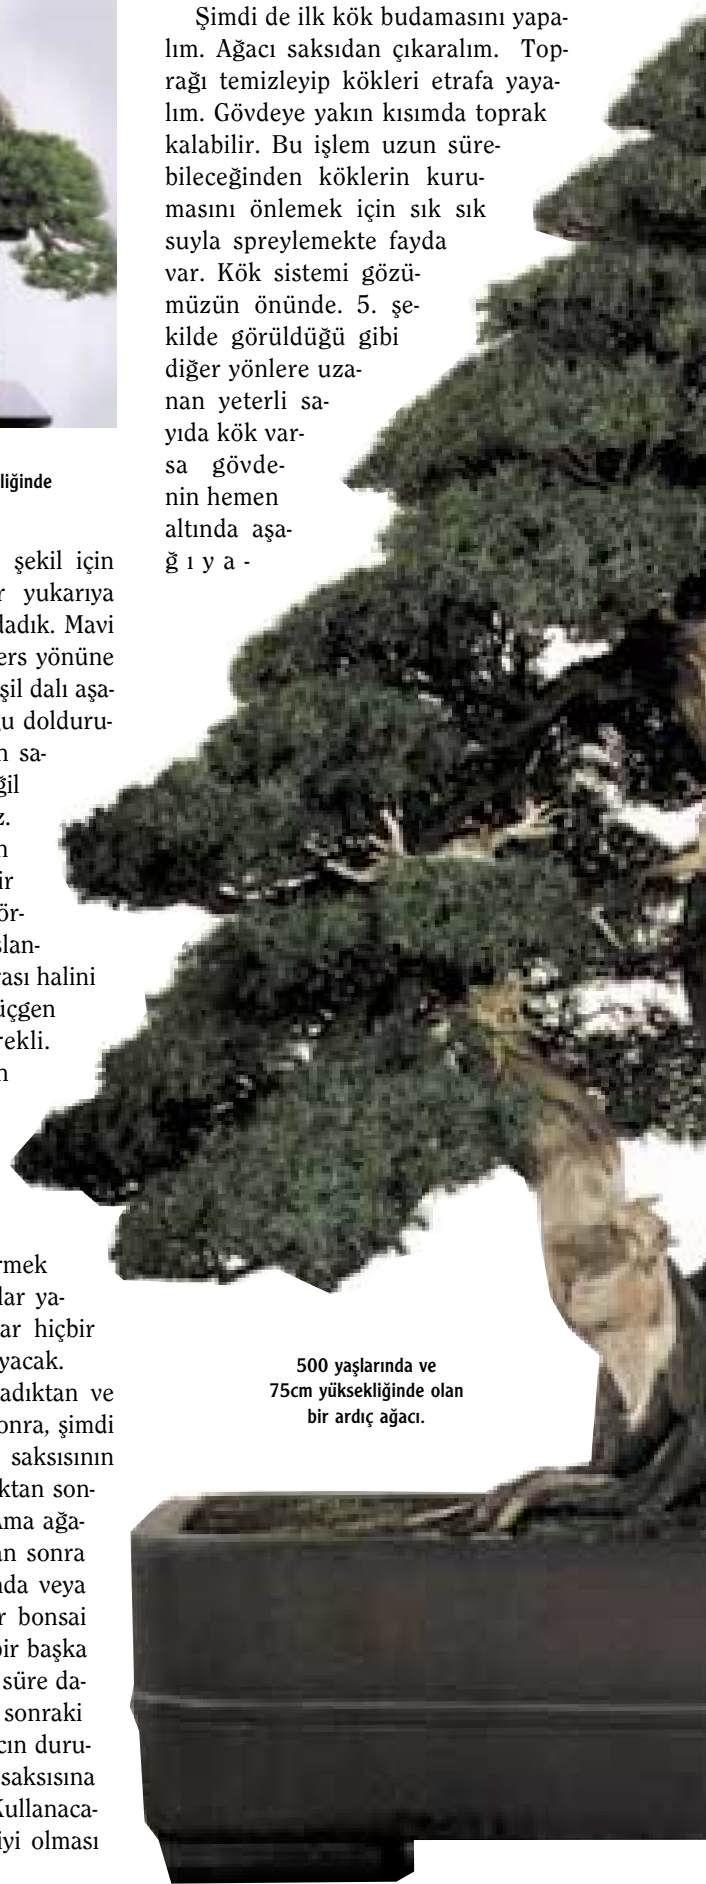 liğinde
şekil için
yukarıya
dadık. Mavi
ers yönüne
şil dalı aşa-
u dolduru-
sa-
ğil
z.
ir
ör-
slan-
ası halini
üçgen
rekli.
rmek
lar ya-
ar hiçbir
yacak.
adıktan ve
onra, şimdi
saksısının
ktan son-
Ama ağa-
an sonra
nda veya
r bonsai
bir başka
süre da-
sonraki
cın duru-
saksısına
Kullanaca-
iyi olması
Şimdi de ilk kök budamasını yapa-
lım. Ağacı saksıdan çıkaralım. Top-
rağı temizleyip kökleri etrafa yaya-
lım. Gövdeye yakın kısımda toprak
kalabilir. Bu işlem uzun süre-
bileceğinden köklerin kuru-
masını önlemek için sık sık
suyla spreylemekte fayda
var. Kök sistemi gözü-
müzün önünde. 5. şe-
kilde görüldüğü gibi
diğer yönlere uza-
nan yeterli sa-
yıda kök var-
sa gövde-
nin hemen
altında aşa-
ğıya-
500 yaşlarında ve
75cm yüksekliğinde olan
bir ardıç ağacı.